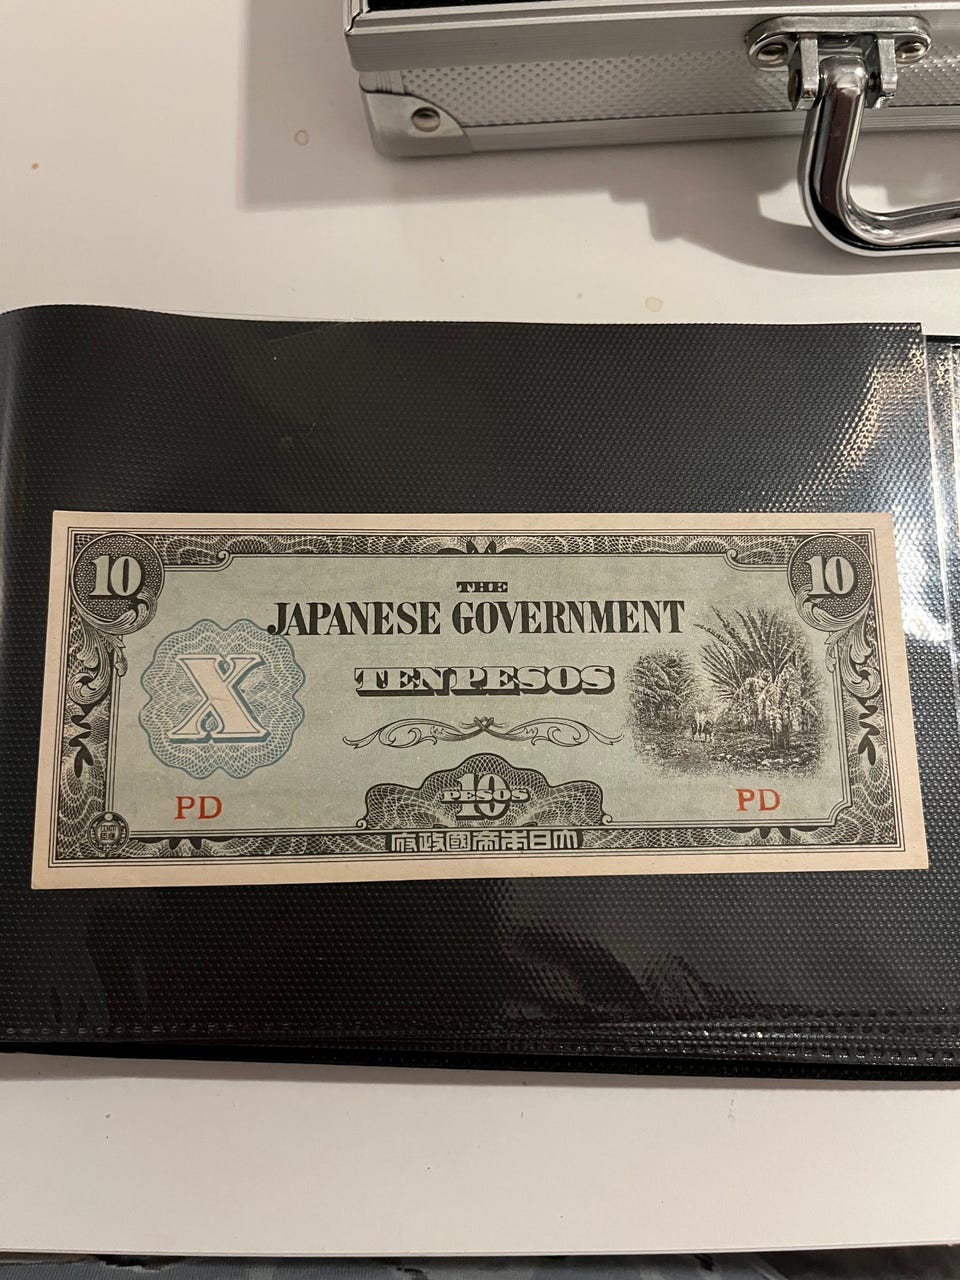 10 10
THE
JAPANESE GOVERNMENT
X
TEN PESOS
10
PESOS
PD PD
府政國帝本日大